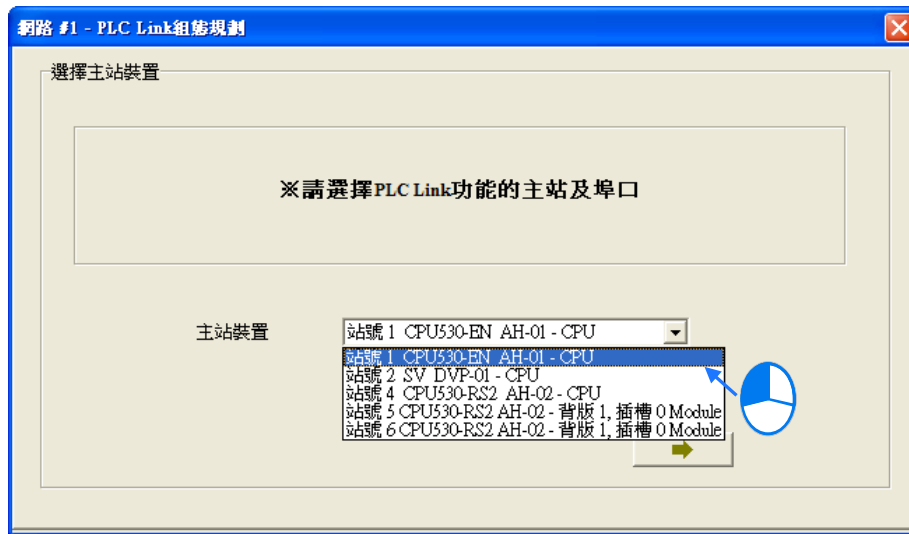 網路 #1 - PLC Link組態規劃
選擇主站裝置
※請選擇PLC Link功能的主站及埠口
主站裝置
站號 1 CPU530-EN AH-01 - CPU
站號 1 CPU530-EN AH-01 - CPU
站號 2 SV DVP-01 - CPU
站號 4 CPU530-RS2 AH-02 - CPU
站號 5 CPU530-RS2 AH-02 - 背版 1, 插槽 0 Module
站號 6 CPU530-RS2 AH-02 - 背版 1, 插槽 0 Module